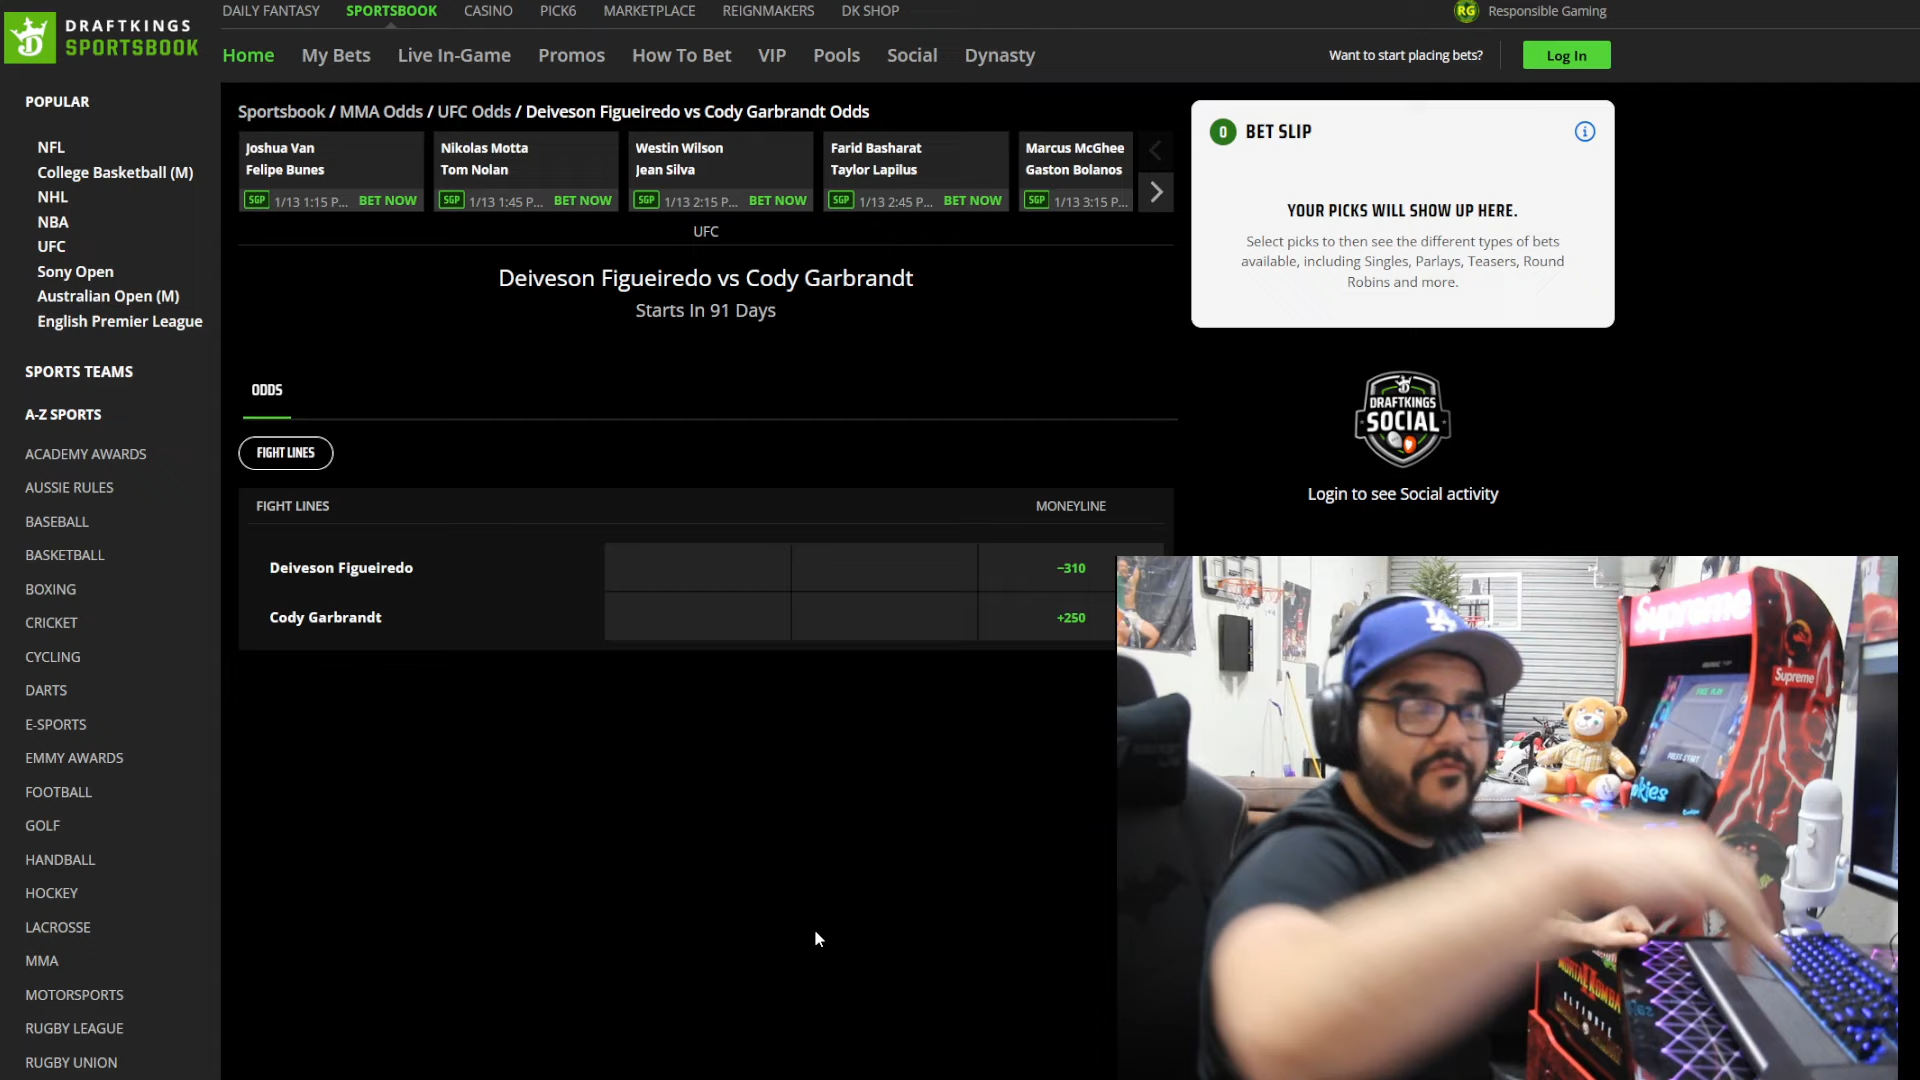 DRAFTKINGS
SPORTSBOOK
DAILY FANTASY SPORTSBOOK CASINO PICK6 MARKETPLACE REIGNMAKERS DK SHOP
RG Responsible Gaming
Home My Bets Live In-Game Promos How To Bet VIP Pools Social Dynasty
Want to start placing bets? Log In
POPULAR
NFL
College Basketball (M)
NHL
NBA
UFC
Sony Open
Australian Open (M)
English Premier League
SPORTS TEAMS
A-Z SPORTS
ACADEMY AWARDS
AUSSIE RULES
BASEBALL
BASKETBALL
BOXING
CRICKET
CYCLING
DARTS
E-SPORTS
EMMY AWARDS
FOOTBALL
GOLF
HANDBALL
HOCKEY
LACROSSE
MMA
MOTORSPORTS
RUGBY LEAGUE
RUGBY UNION
Sportsbook / MMA Odds / UFC Odds / Deiveson Figueiredo vs Cody Garbrandt Odds
Joshua Van
Felipe Bunes
SGP 1/13 1:15 P... BET NOW
Nikolas Motta
Tom Nolan
SGP 1/13 1:45 P... BET NOW
Westin Wilson
Jean Silva
SGP 1/13 2:15 P... BET NOW
Farid Basharat
Taylor Lapilus
SGP 1/13 2:45 P... BET NOW
Marcus McGhee
Gaston Bolanos
SGP 1/13 3:15 P...
UFC
Deiveson Figueiredo vs Cody Garbrandt
Starts In 91 Days
ODDS
FIGHT LINES
FIGHT LINES MONEYLINE
Deiveson Figueiredo −310
Cody Garbrandt +250
0 BET SLIP
YOUR PICKS WILL SHOW UP HERE.
Select picks to then see the different types of bets
available, including Singles, Parlays, Teasers, Round
Robins and more.
DRAFTKINGS
SOCIAL
Login to see Social activity
Supreme
Supreme
LA
FREE PLAY
PRESS START
ULTIMATE